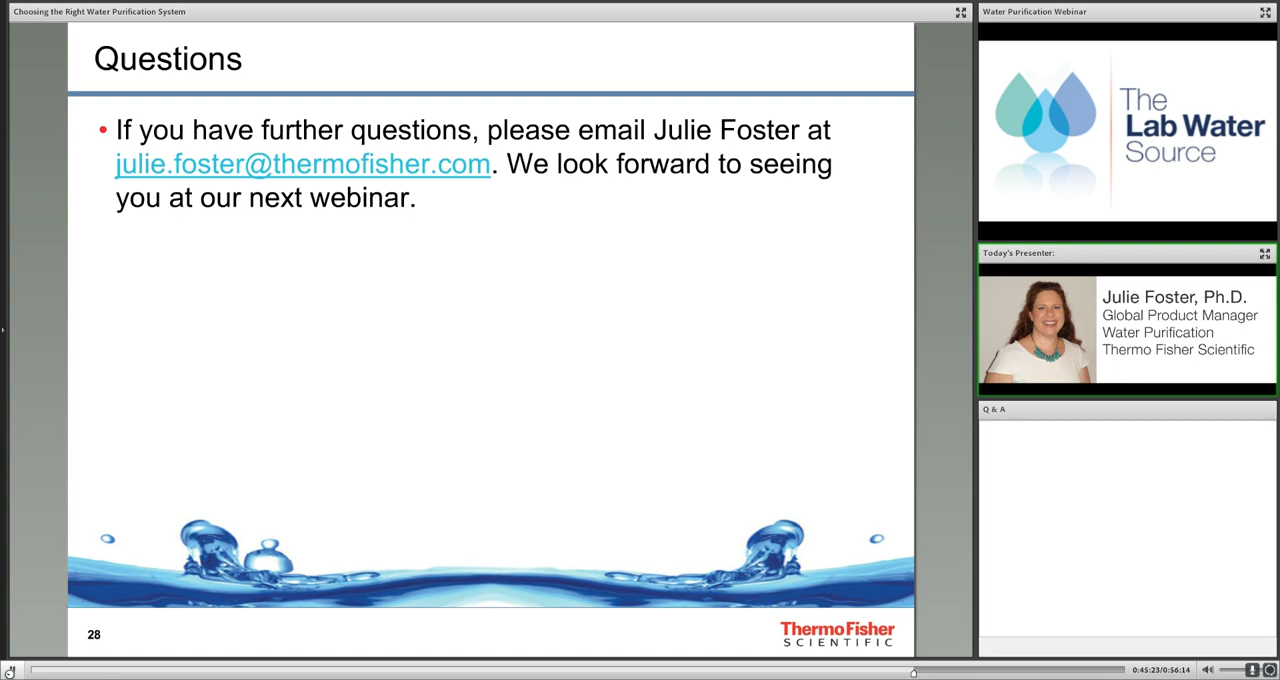 Choosing the Right Water Purification System
Questions
• If you have further questions, please email Julie Foster at
julie.foster@thermofisher.com. We look forward to seeing
you at our next webinar.
28
ThermoFisher
SCIENTIFIC
Water Purification Webinar
The
Lab Water
Source
Today's Presenter:
Julie Foster, Ph.D.
Global Product Manager
Water Purification
Thermo Fisher Scientific
Q & A
0:45:23/0:56:14